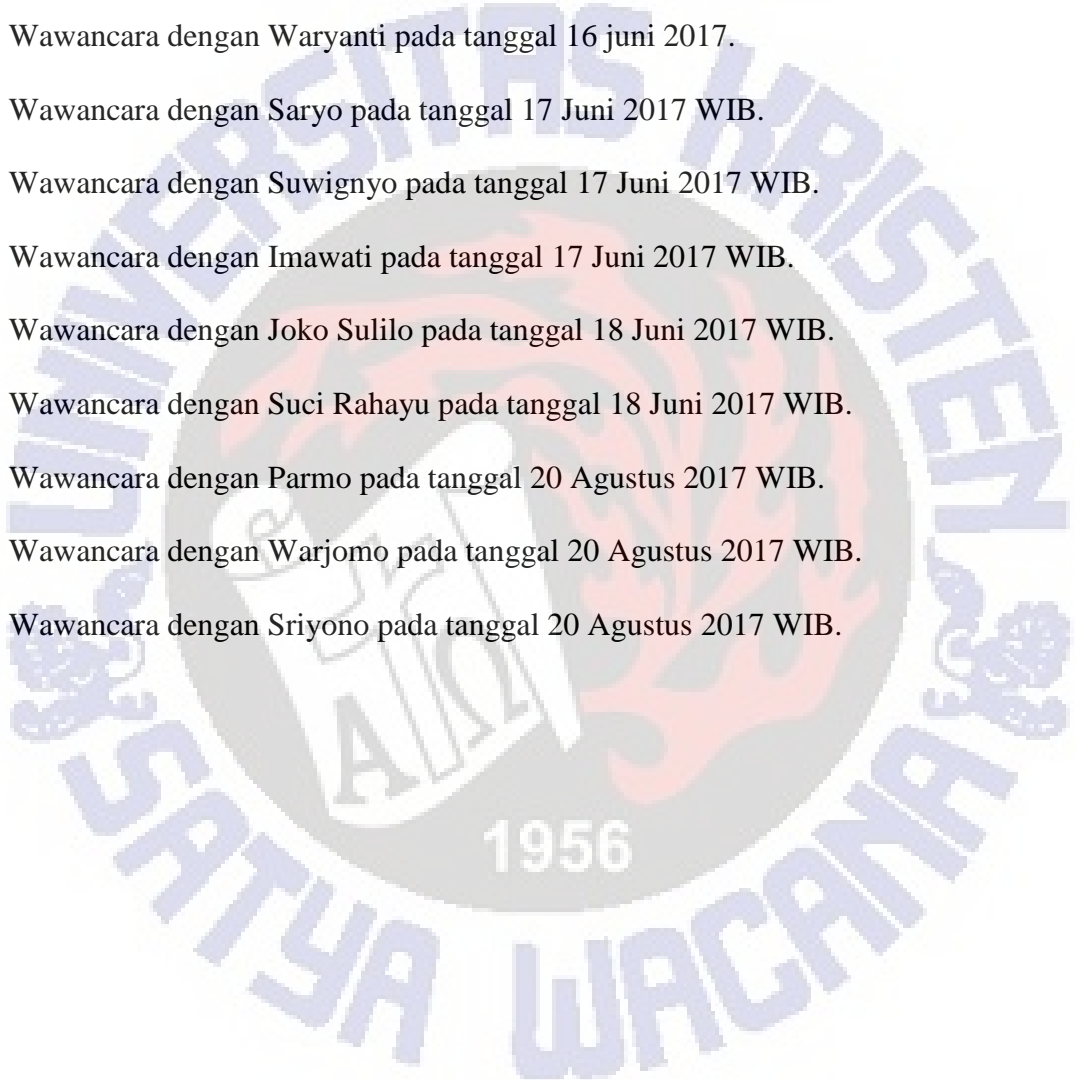 Wawancara dengan Waryanti pada tanggal 16 juni 2017.
Wawancara dengan Saryo pada tanggal 17 Juni 2017 WIB.
Wawancara dengan Suwignyo pada tanggal 17 Juni 2017 WIB.
Wawancara dengan Imawati pada tanggal 17 Juni 2017 WIB.
Wawancara dengan Joko Sulilo pada tanggal 18 Juni 2017 WIB.
Wawancara dengan Suci Rahayu pada tanggal 18 Juni 2017 WIB.
Wawancara dengan Parmo pada tanggal 20 Agustus 2017 WIB.
Wawancara dengan Warjomo pada tanggal 20 Agustus 2017 WIB.
Wawancara dengan Sriyono pada tanggal 20 Agustus 2017 WIB.
UNIVERSITAS KRISTEN
SATYA WACANA
Α Ω
1956